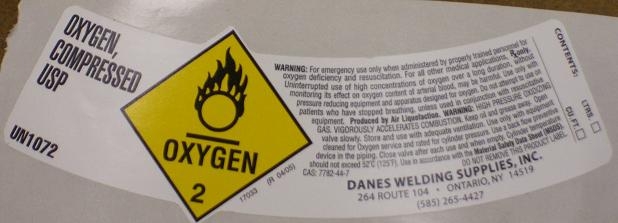 OXYGEN,
COMPRESSED
USP
UN1072
OXYGEN
2
17033 (R 04/05)
WARNING: For emergency use only when administered by properly trained personnel for
oxygen deficiency and resuscitation. For all other medical applications, Rx only.
Uninterrupted use of high concentrations of oxygen over a long duration, without
monitoring its effect on oxygen content of arterial blood, may be harmful. Use only with
pressure reducing equipment and apparatus designed for oxygen. Do not attempt to use on
patients who have stopped breathing, unless used in conjunction with resuscitative
equipment. Produced by Air Liquefaction. WARNING: HIGH PRESSURE OXIDIZING
GAS. VIGOROUSLY ACCELERATES COMBUSTION. Keep oil and grease away. Open
valve slowly. Store and use with adequate ventilation. Use only with equipment
cleaned for Oxygen service and rated for cylinder pressure. Use a back flow prevention
device in the piping. Close valve after each use and when empty. Cylinder temperature
should not exceed 52°C (125°F). Use in accordance with the Material Safety Data Sheet (MSDS).
CAS: 7782-44-7 DO NOT REMOVE THIS PRODUCT LABEL.
DANES WELDING SUPPLIES, INC.
264 ROUTE 104 • ONTARIO, NY 14519
(585) 265-4427
CONTENTS:
LTRS.
CU FT.